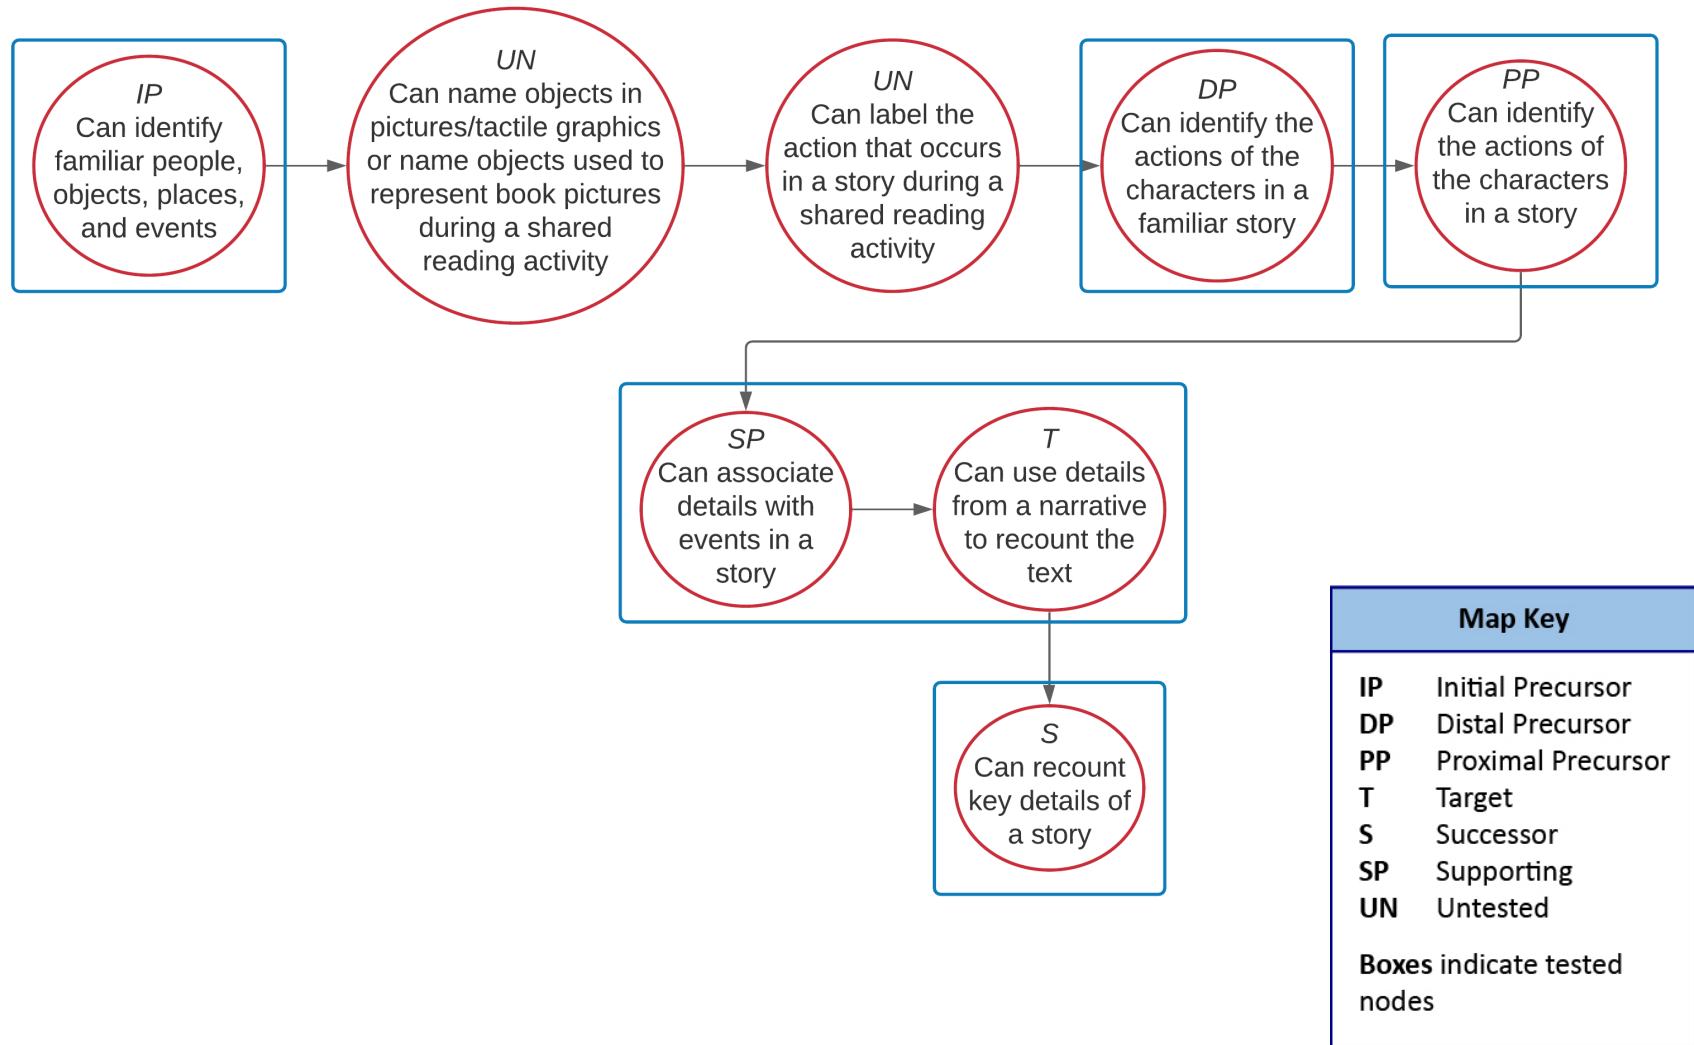 IP
Can identify
familiar people,
objects, places,
and events
UN
Can name objects in
pictures/tactile graphics
or name objects used to
represent book pictures
during a shared
reading activity
UN
Can label the
action that occurs
in a story during a
shared reading
activity
DP
Can identify the
actions of the
characters in a
familiar story
PP
Can identify
the actions of
the characters
in a story
SP
Can associate
details with
events in a
story
T
Can use details
from a narrative
to recount the
text
S
Can recount
key details of
a story
Map Key
IP Initial Precursor
DP Distal Precursor
PP Proximal Precursor
T Target
S Successor
SP Supporting
UN Untested
Boxes indicate tested
nodes